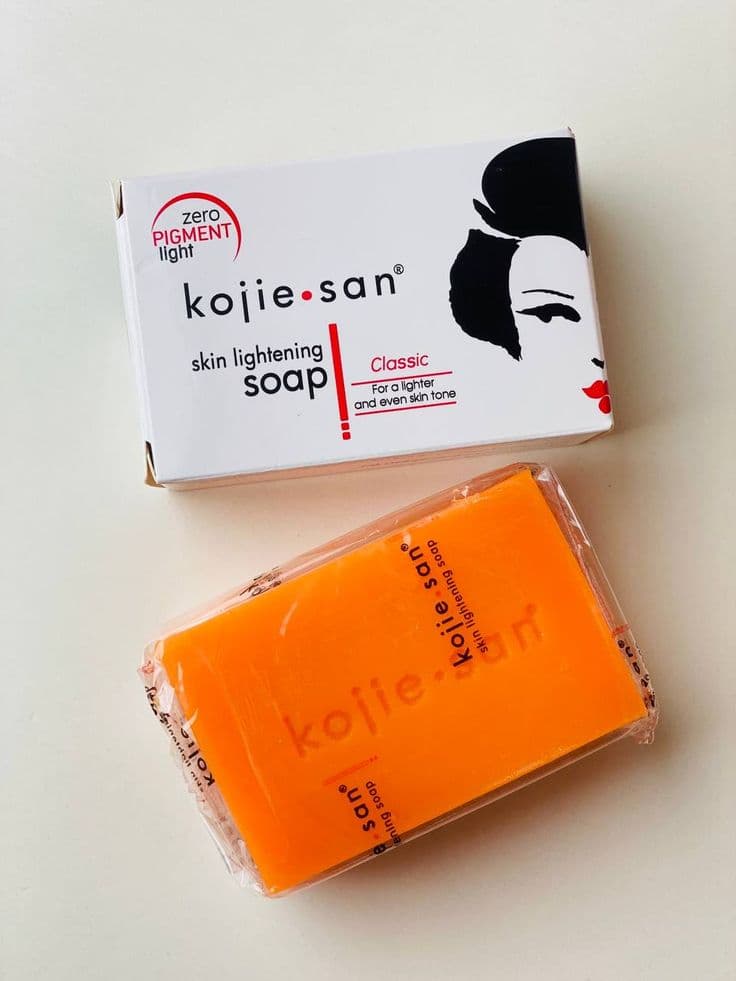 zero
PIGMENT
light
kojie•san®
skin lightening
soap
Classic
For a lighter
and even skin tone
kojie•san®
skin lightening soap
kojie•san
san®
ening soap
kojie